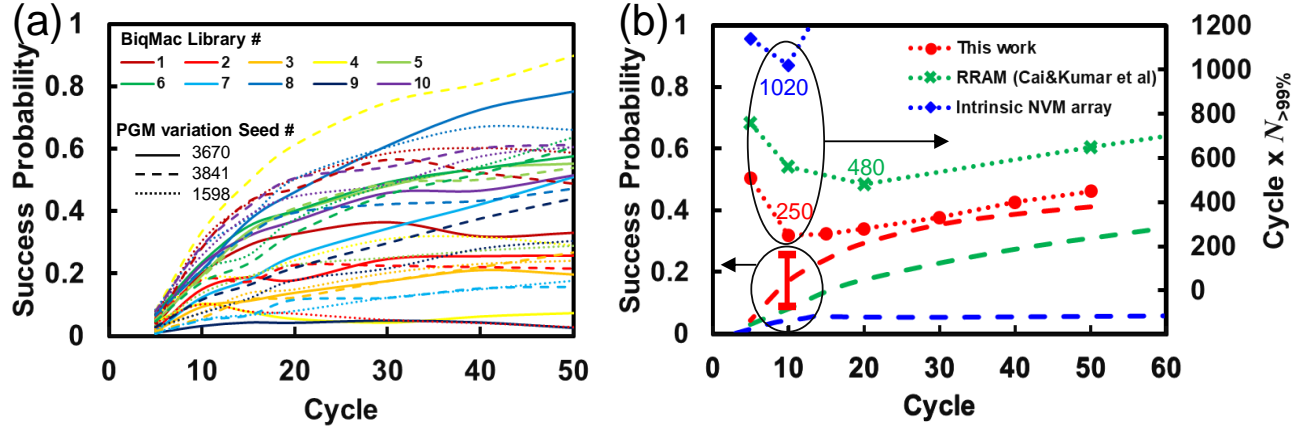 (a)
Success Probability
1
0.8
0.6
0.4
0.2
0
BiqMac Library #
1 2 3 4 5
6 7 8 9 10
PGM variation Seed #
3670
3841
1598
0 10 20 30 40 50
Cycle
(b)
Success Probability
1
0.8
0.6
0.4
0.2
0
This work
RRAM (Cai&Kumar et al)
Intrinsic NVM array
1020
480
250
0 10 20 30 40 50 60
Cycle
1200
1000
800
600
400
200
0
Cycle x N>99%